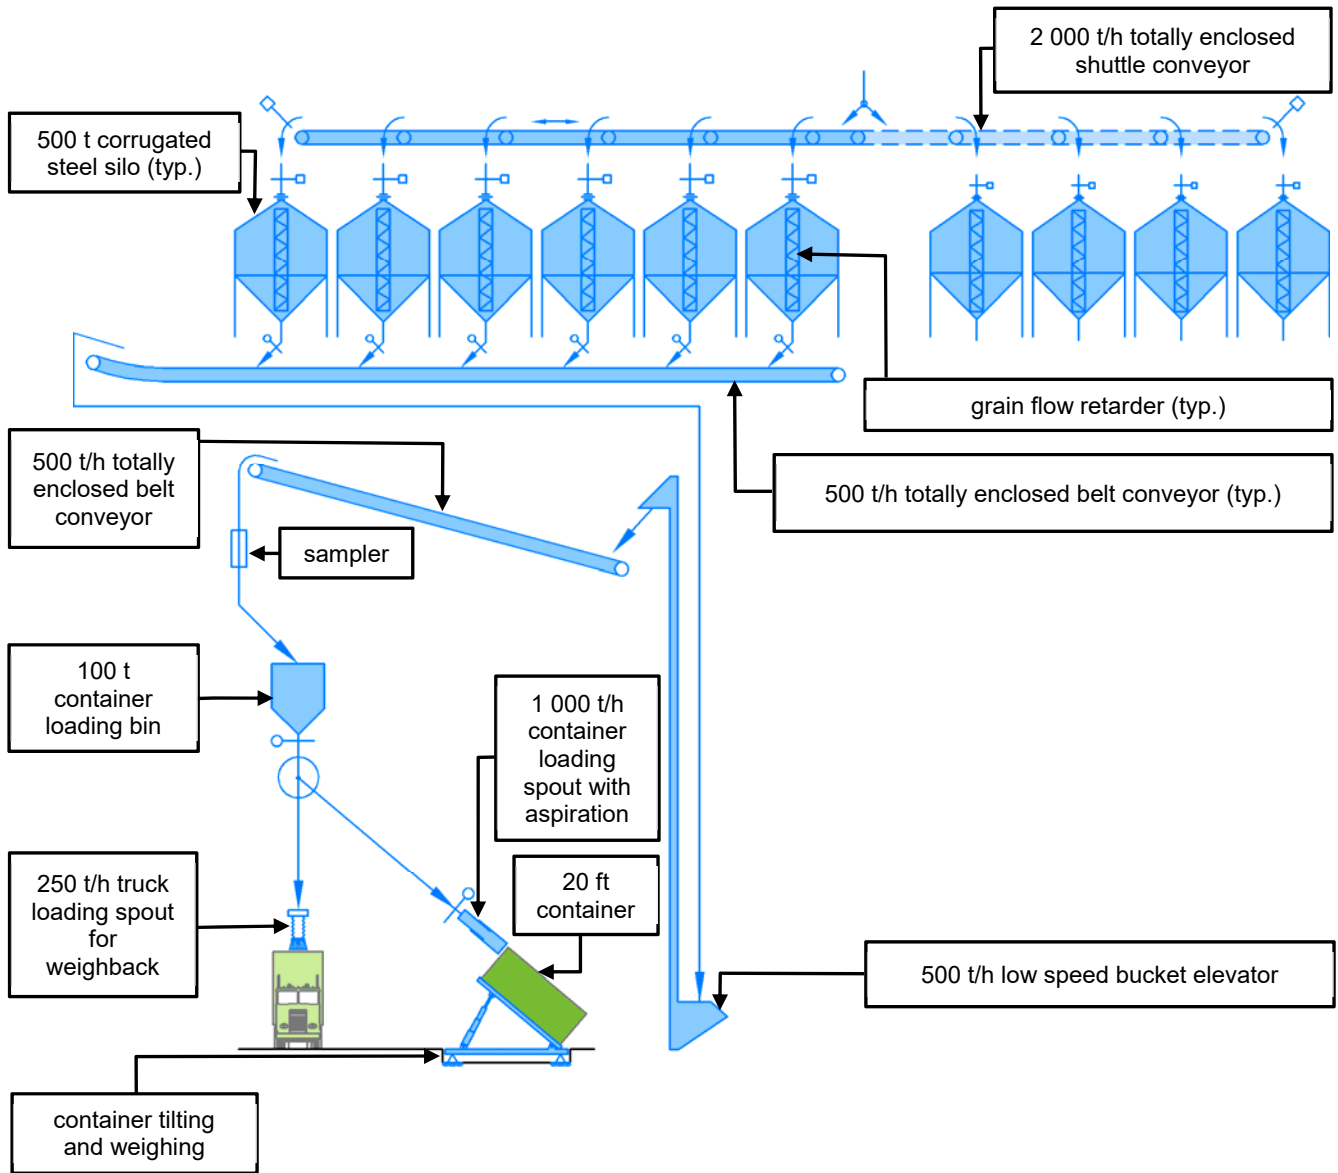 2 000 t/h totally enclosed
shuttle conveyor
500 t corrugated
steel silo (typ.)
grain flow retarder (typ.)
500 t/h totally
enclosed belt
conveyor
500 t/h totally enclosed belt conveyor (typ.)
sampler
100 t
container
loading bin
1 000 t/h
container
loading
spout with
aspiration
250 t/h truck
loading spout
for
weighback
20 ft
container
500 t/h low speed bucket elevator
container tilting
and weighing